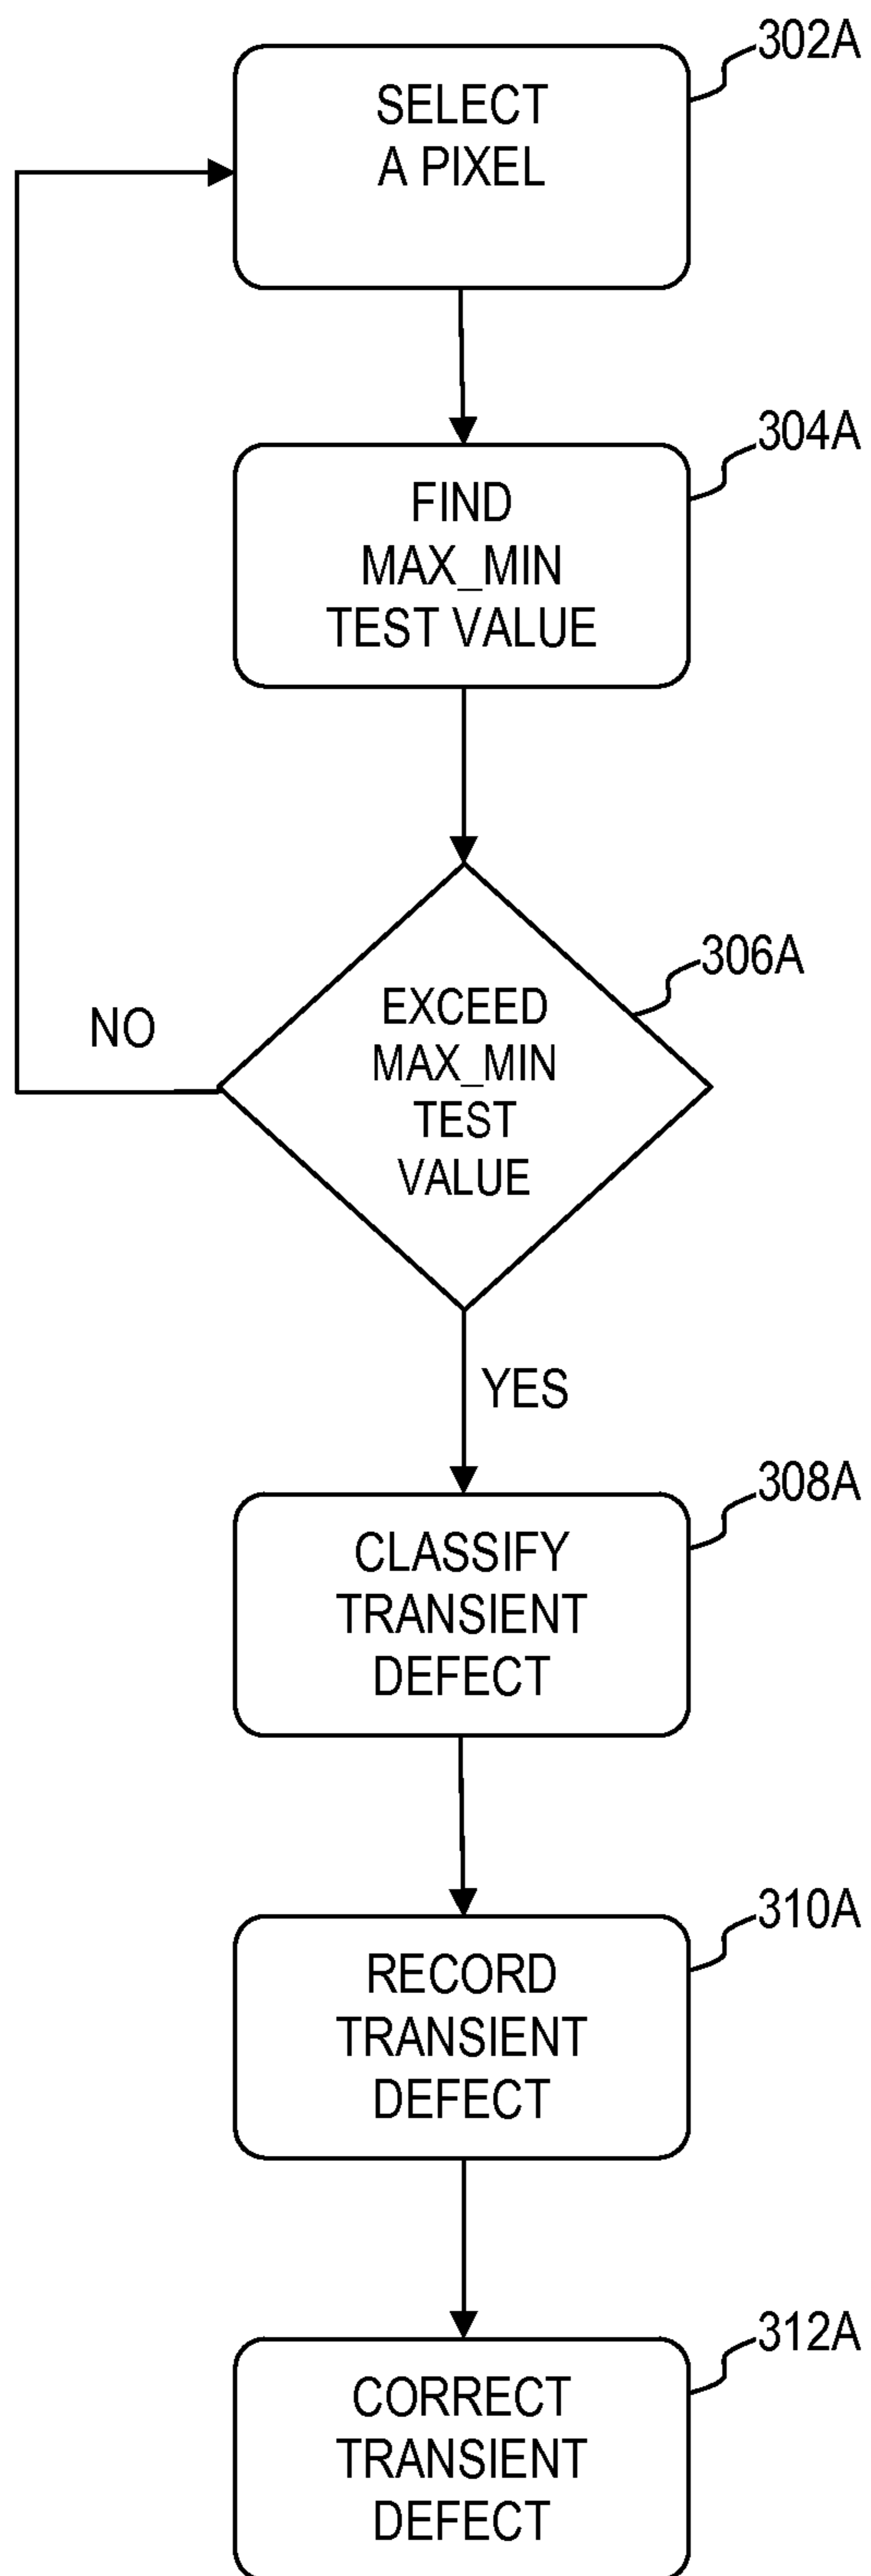 302A
SELECT
A PIXEL
304A
FIND
MAX_MIN
TEST VALUE
306A
EXCEED
MAX_MIN
TEST
VALUE
NO
YES
308A
CLASSIFY
TRANSIENT
DEFECT
310A
RECORD
TRANSIENT
DEFECT
312A
CORRECT
TRANSIENT
DEFECT